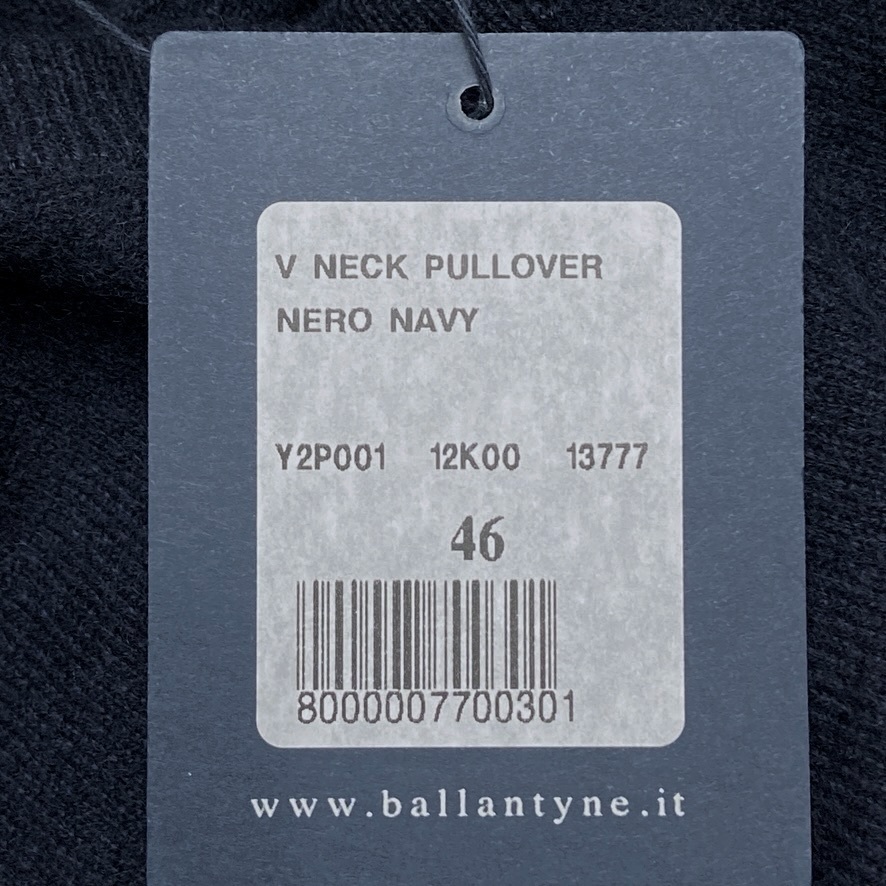 V NECK PULLOVER
NERO NAVY
Y2P001 12K00 13777
46
8000007700301
www.ballantyne.it